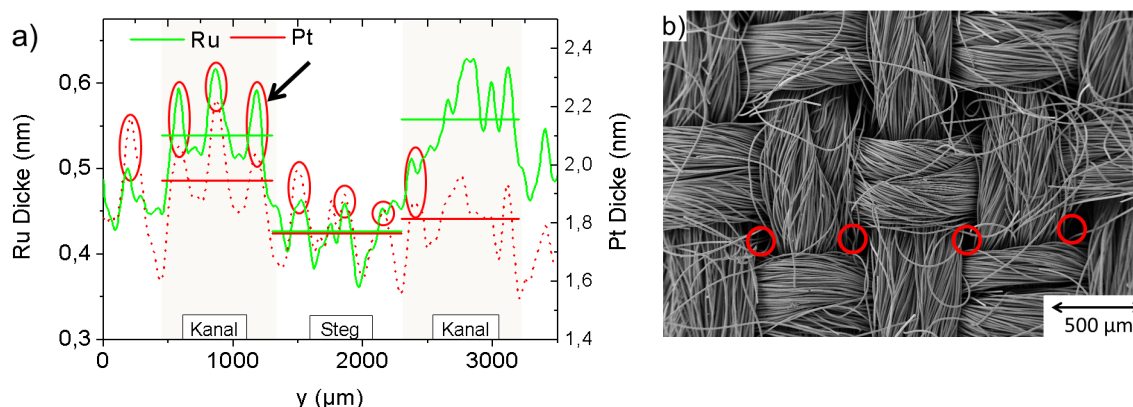 a)
Ru Pt
Ru Dicke (nm)
0,6
0,5
0,4
0,3
2,4
2,2
2,0
1,8
1,6
1,4
Pt Dicke (nm)
Kanal Steg Kanal
0 1000 2000 3000
y (µm)
b)
500 µm